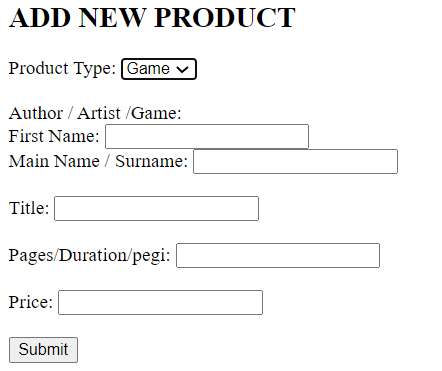 ADD NEW PRODUCT
Product Type: Game
Author / Artist /Game:
First Name:
Main Name / Surname:
Title:
Pages/Duration/pegi:
Price:
Submit